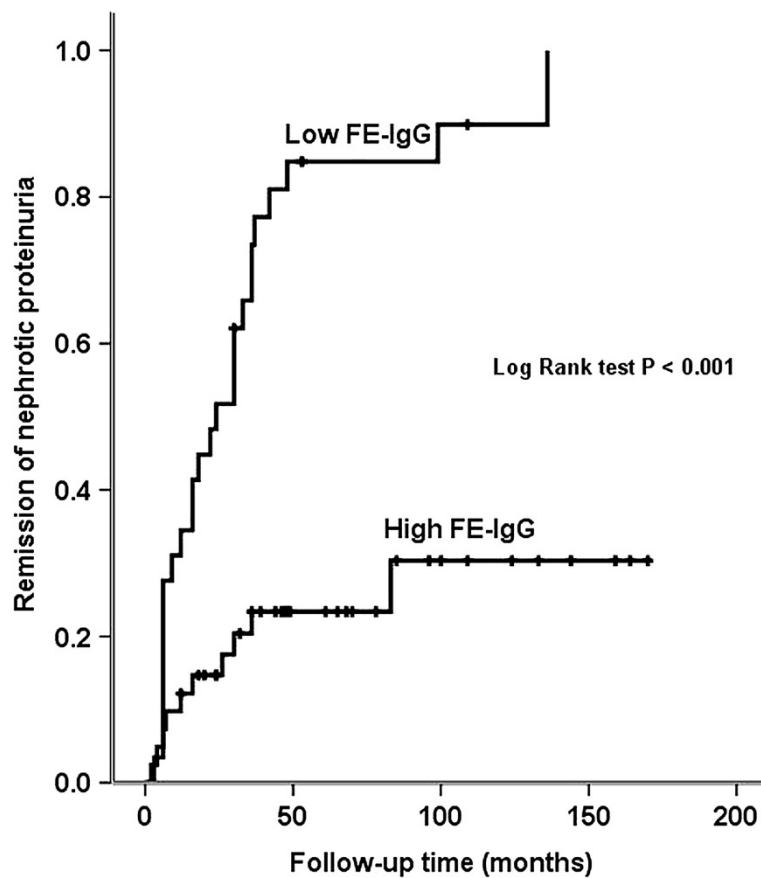 1.0
Low FE-IgG
0.8
Remission of nephrotic proteinuria
0.6
Log Rank test P < 0.001
0.4
High FE-IgG
0.2
0.0
0 50 100 150 200
Follow-up time (months)